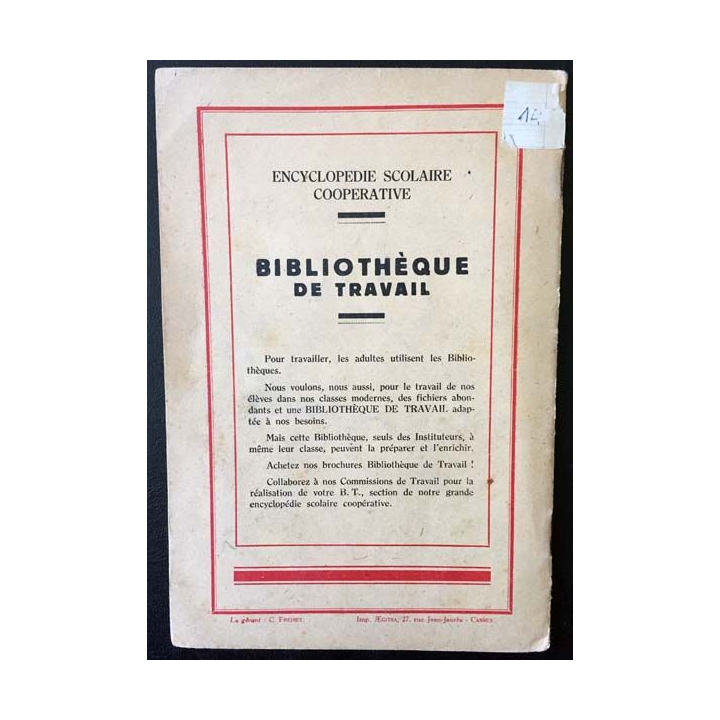 1E
ENCYCLOPEDIE SCOLAIRE
COOPERATIVE
BIBLIOTHÈQUE
DE TRAVAIL
Pour travailler, les adultes utilisent les Biblio-
thèques.
Nous voulons, nous aussi, pour le travail de nos
élèves dans nos classes modernes, des fichiers abon-
dants et une BIBLIOTHÈQUE DE TRAVAIL adap-
tée à nos besoins.
Mais cette Bibliothèque, seuls des Instituteurs, à
même leur classe, peuvent la préparer et l'enrichir.
Achetez nos brochures Bibliothèque de Travail !
Collaborez à nos Commissions de Travail pour la
réalisation de votre B. T., section de notre grande
encyclopédie scolaire coopérative.
Le gérant : C. FREINET. Imp. ÆGITNA, 27, rue Jean-Jaurès - CANNES